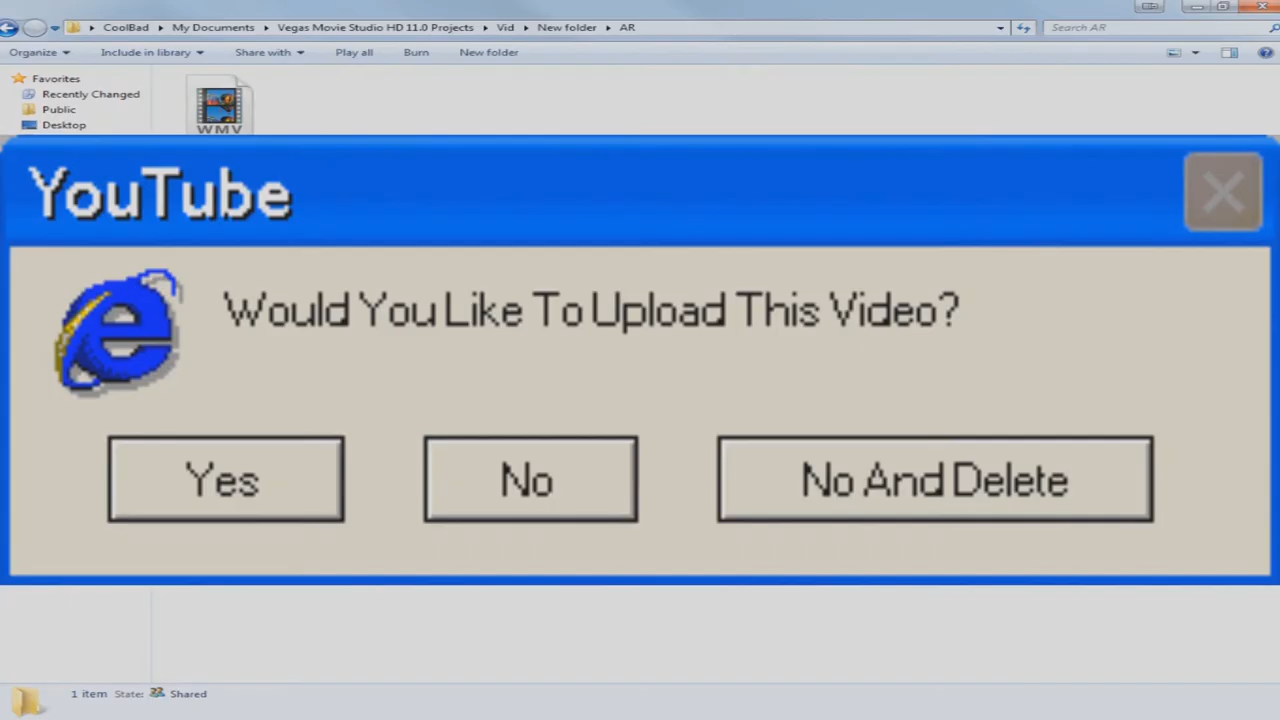 CoolBad My Documents Vegas Movie Studio HD 11.0 Projects Vid New folder AR Search AR
Organize Include in library Share with Play all Burn New folder
Favorites
Recently Changed
Public
Desktop
WMV
YouTube
Would You Like To Upload This Video?
Yes No No And Delete
1 item State: Shared